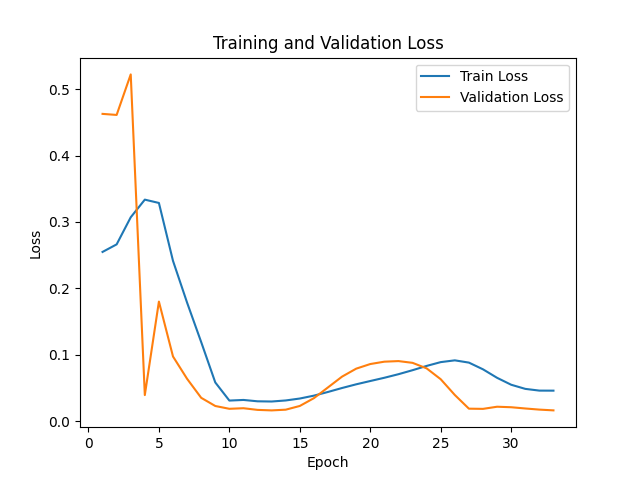 Training and Validation Loss
Train Loss
Validation Loss
Loss
0.5
0.4
0.3
0.2
0.1
0.0
0 5 10 15 20 25 30
Epoch